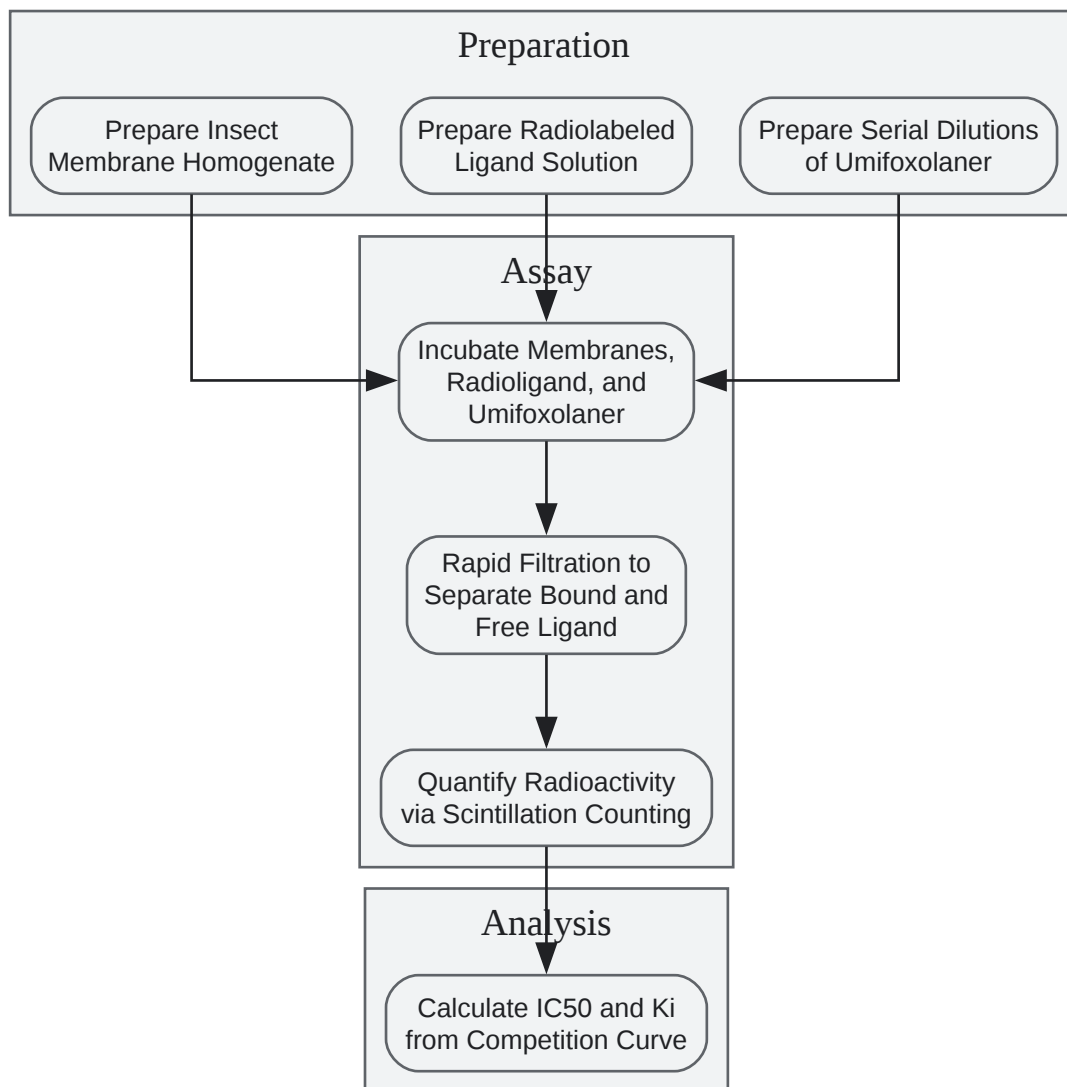 Preparation
Prepare Insect
Membrane Homogenate
Prepare Radiolabeled
Ligand Solution
Prepare Serial Dilutions
of Umifoxolaner
Assay
Incubate Membranes,
Radioligand, and
Umifoxolaner
Rapid Filtration to
Separate Bound and
Free Ligand
Quantify Radioactivity
via Scintillation Counting
Analysis
Calculate IC50 and Ki
from Competition Curve